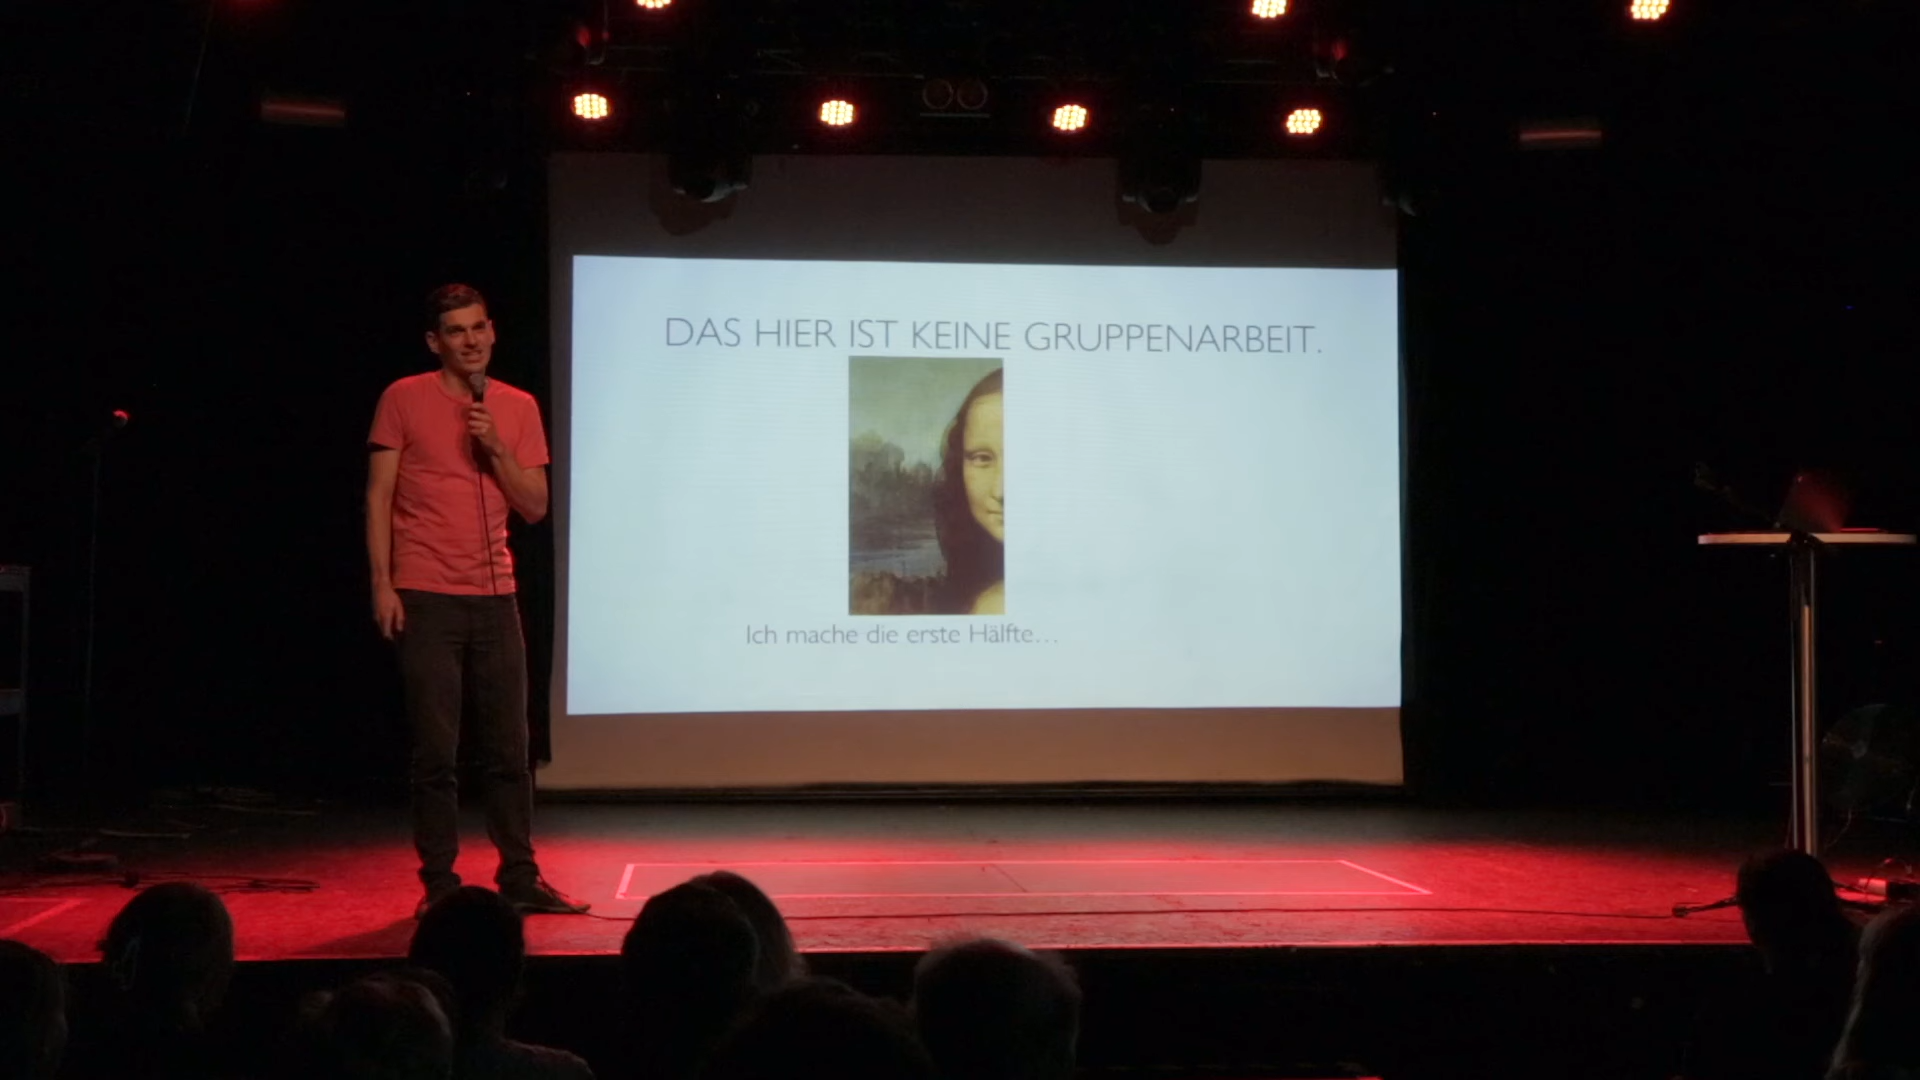 DAS HIER IST KEINE GRUPPENARBEIT.
Ich mache die erste Hälfte...